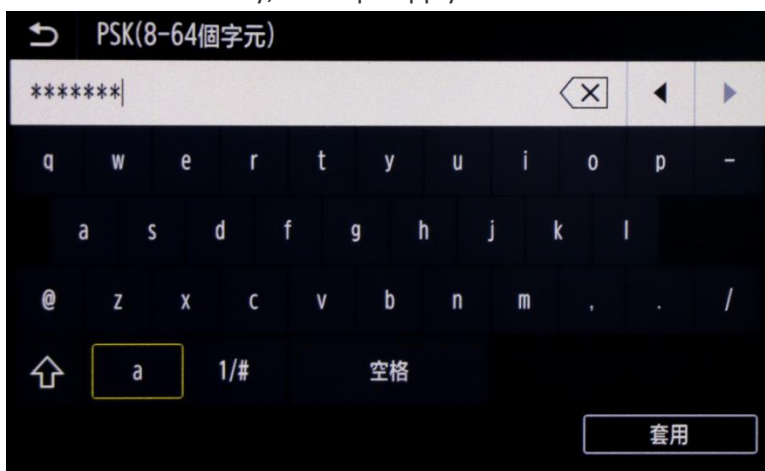 PSK(8-64個字元)
*******
q w e r t y u i o p -
a s d f g h j k l
@ z x c v b n m , . /
a 1/# 空格
套用